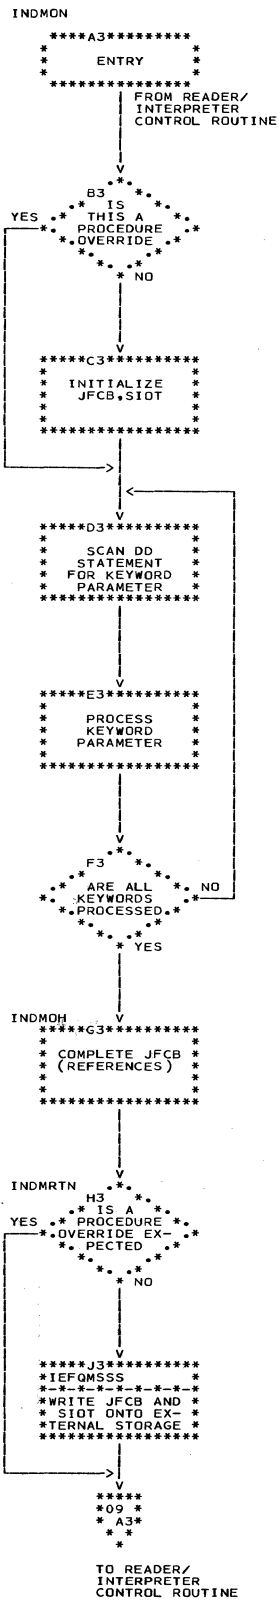 INDMON
A3
ENTRY
FROM READER/
INTERPRETER
CONTROL ROUTINE
B3
IS
YES
THIS A
PROCEDURE
OVERRIDE
NO
C3
INITIALIZE
JFCB,SIOT
D3
SCAN DD
STATEMENT
FOR KEYWORD
PARAMETER
E3
PROCESS
KEYWORD
PARAMETER
F3
ARE ALL
NO
KEYWORDS
PROCESSED
YES
INDMOH
G3
COMPLETE JFCB
(REFERENCES)
INDMRTN
H3
IS A
YES
PROCEDURE
OVERRIDE EX-
PECTED
NO
J3
IEFQMSSS
WRITE JFCB AND
SIOT ONTO EX-
TERNAL STORAGE
09
A3
TO READER/
INTERPRETER
CONTROL ROUTINE